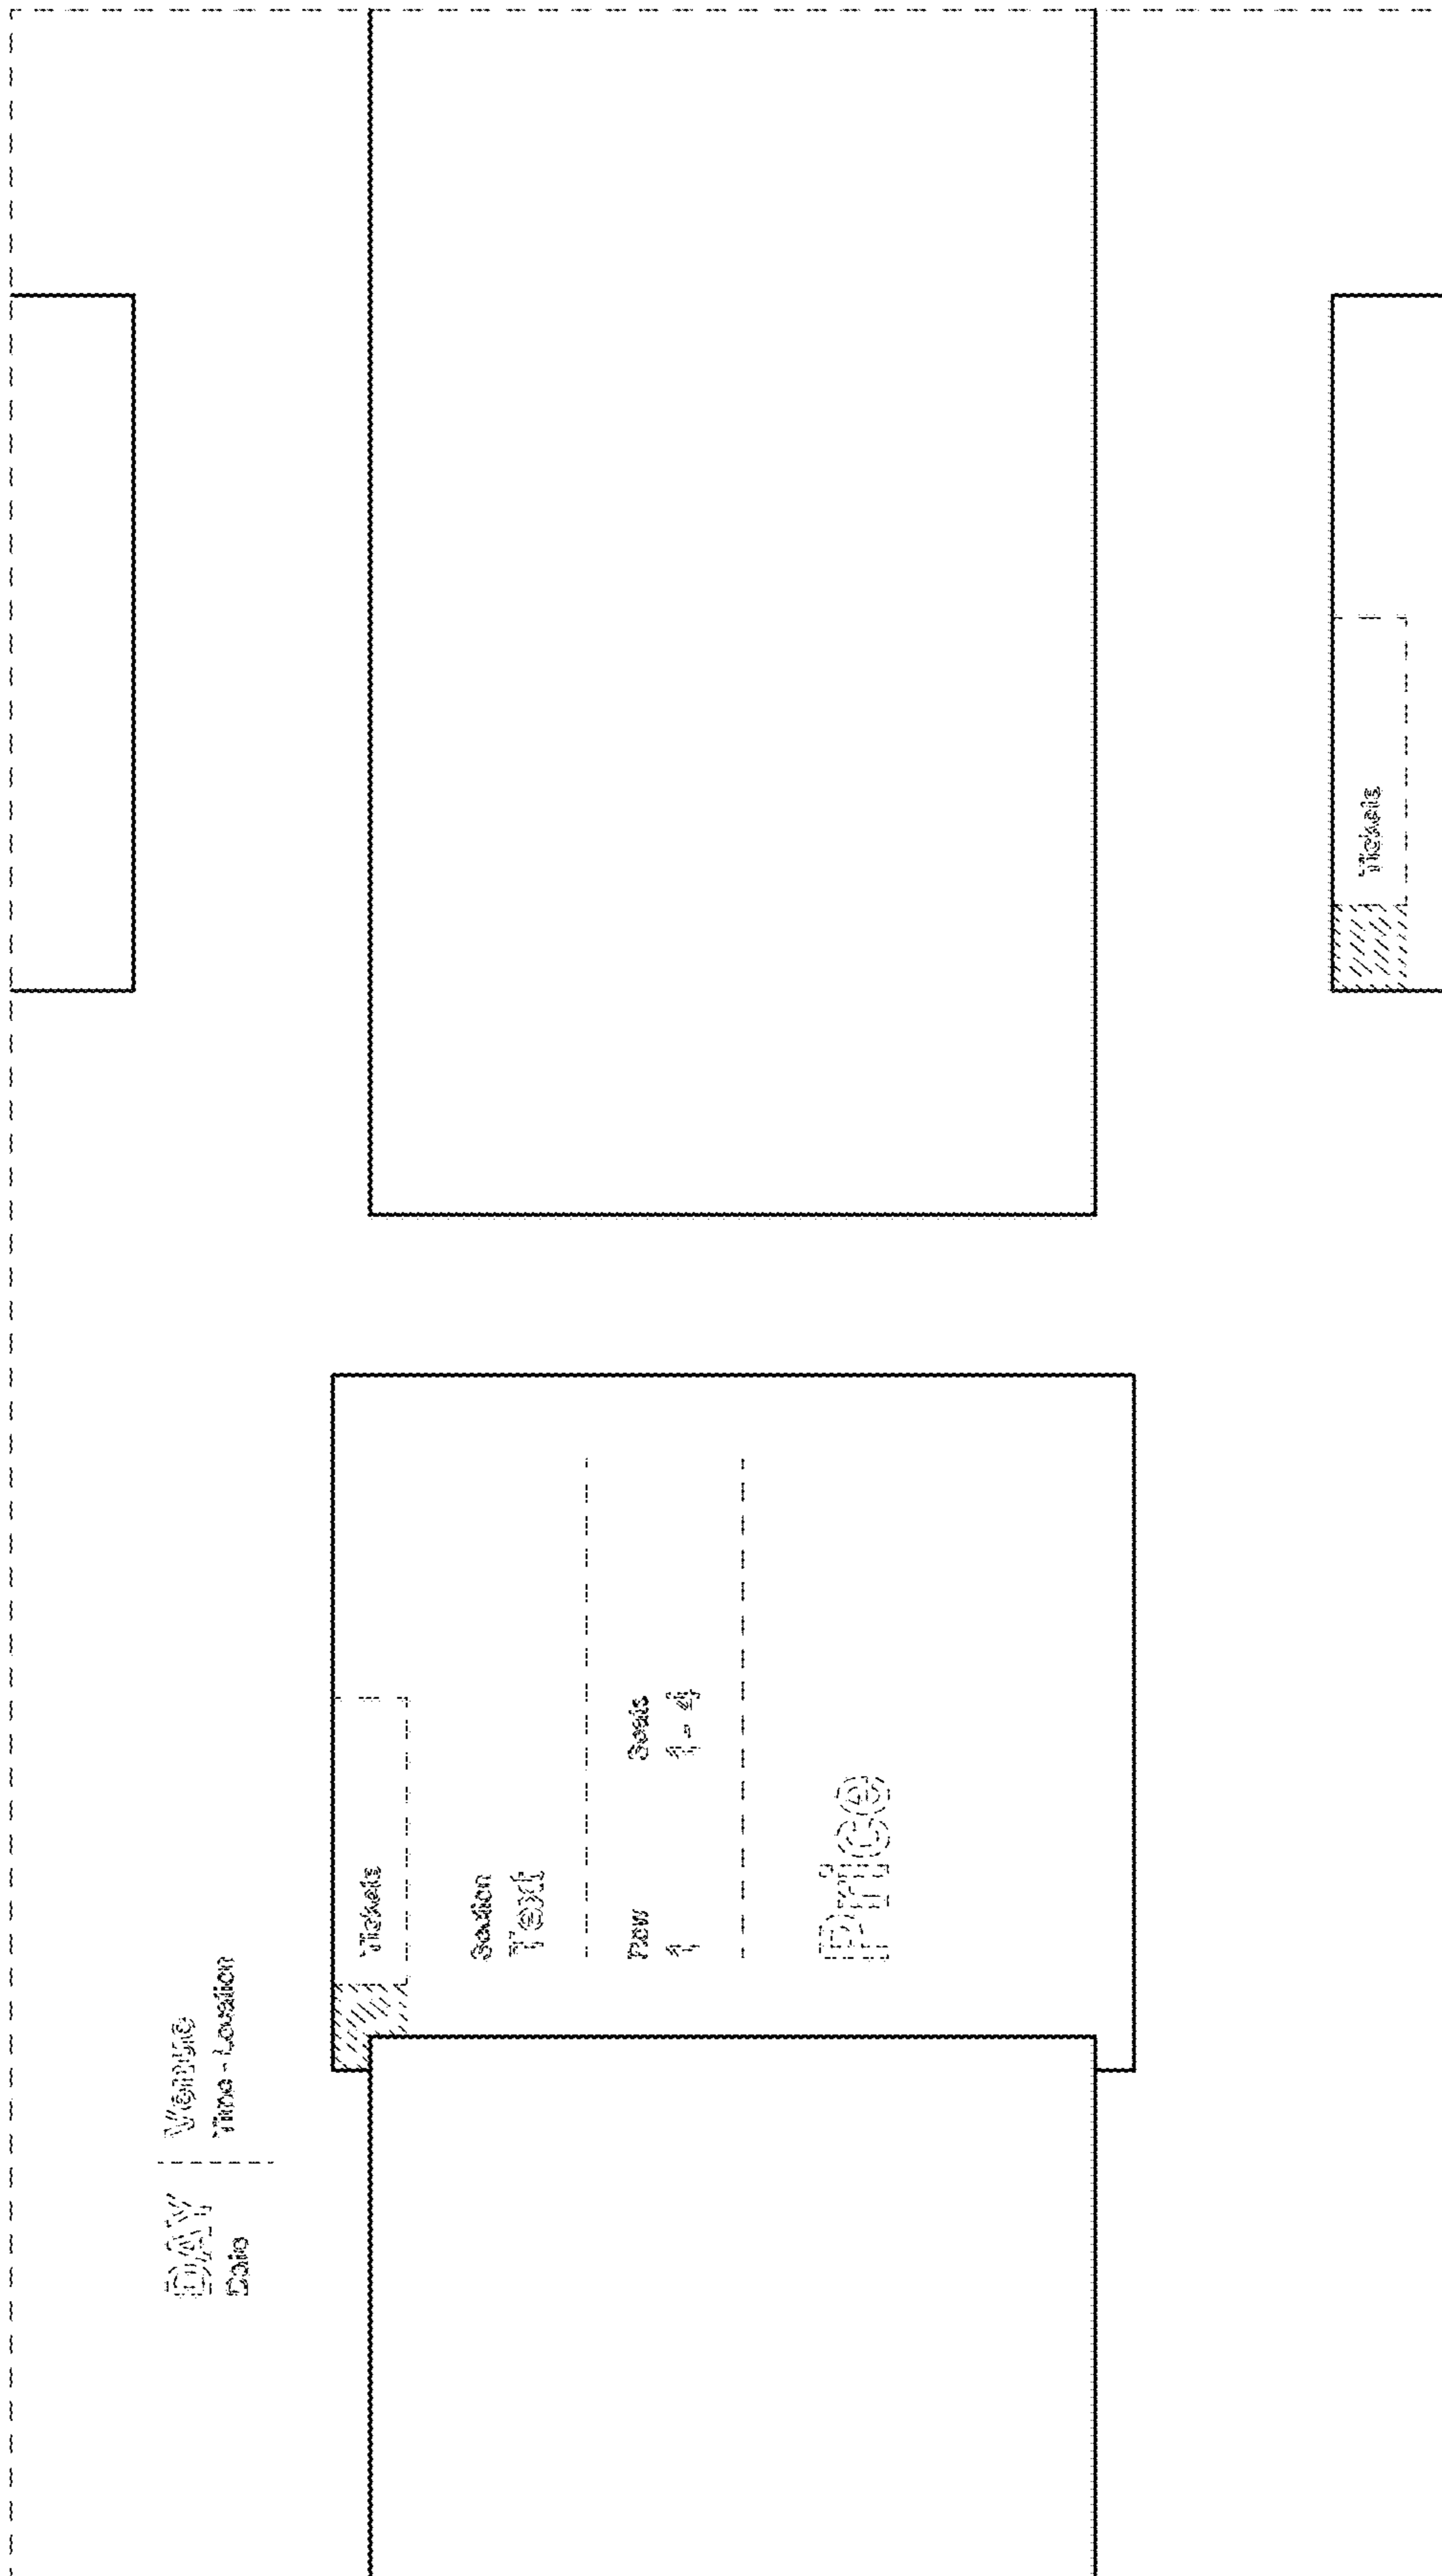 DAY
Date
Venue
Time - Location
Tickets
Section
Text
Row Seats
1 1 - 4
Price
Tickets